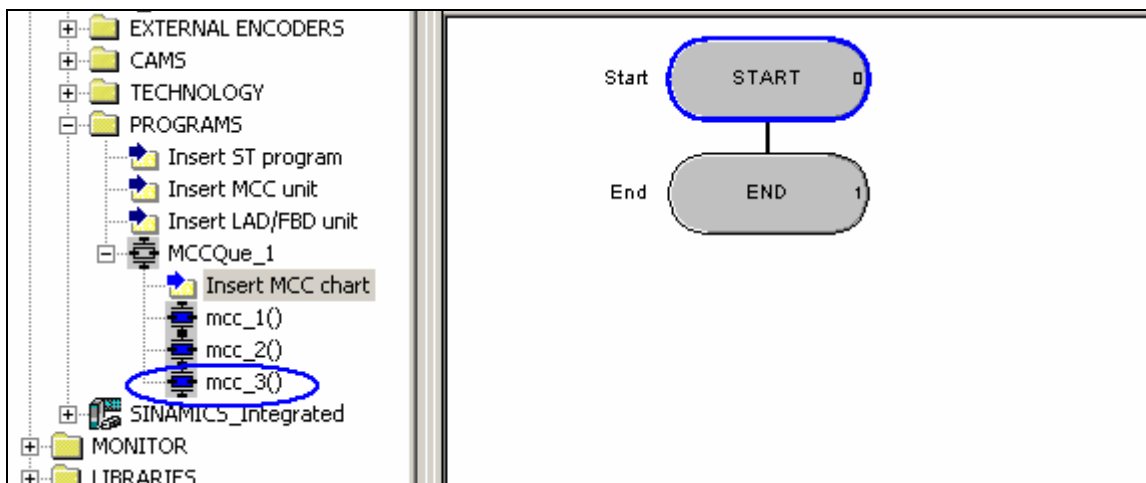 EXTERNAL ENCODERS
CAMS
TECHNOLOGY
PROGRAMS
Insert ST program
Insert MCC unit
Insert LAD/FBD unit
MCCQue_1
Insert MCC chart
mcc_1()
mcc_2()
mcc_3()
SINAMICS_Integrated
MONITOR
LIBRARIES
Start START 0
End END 1